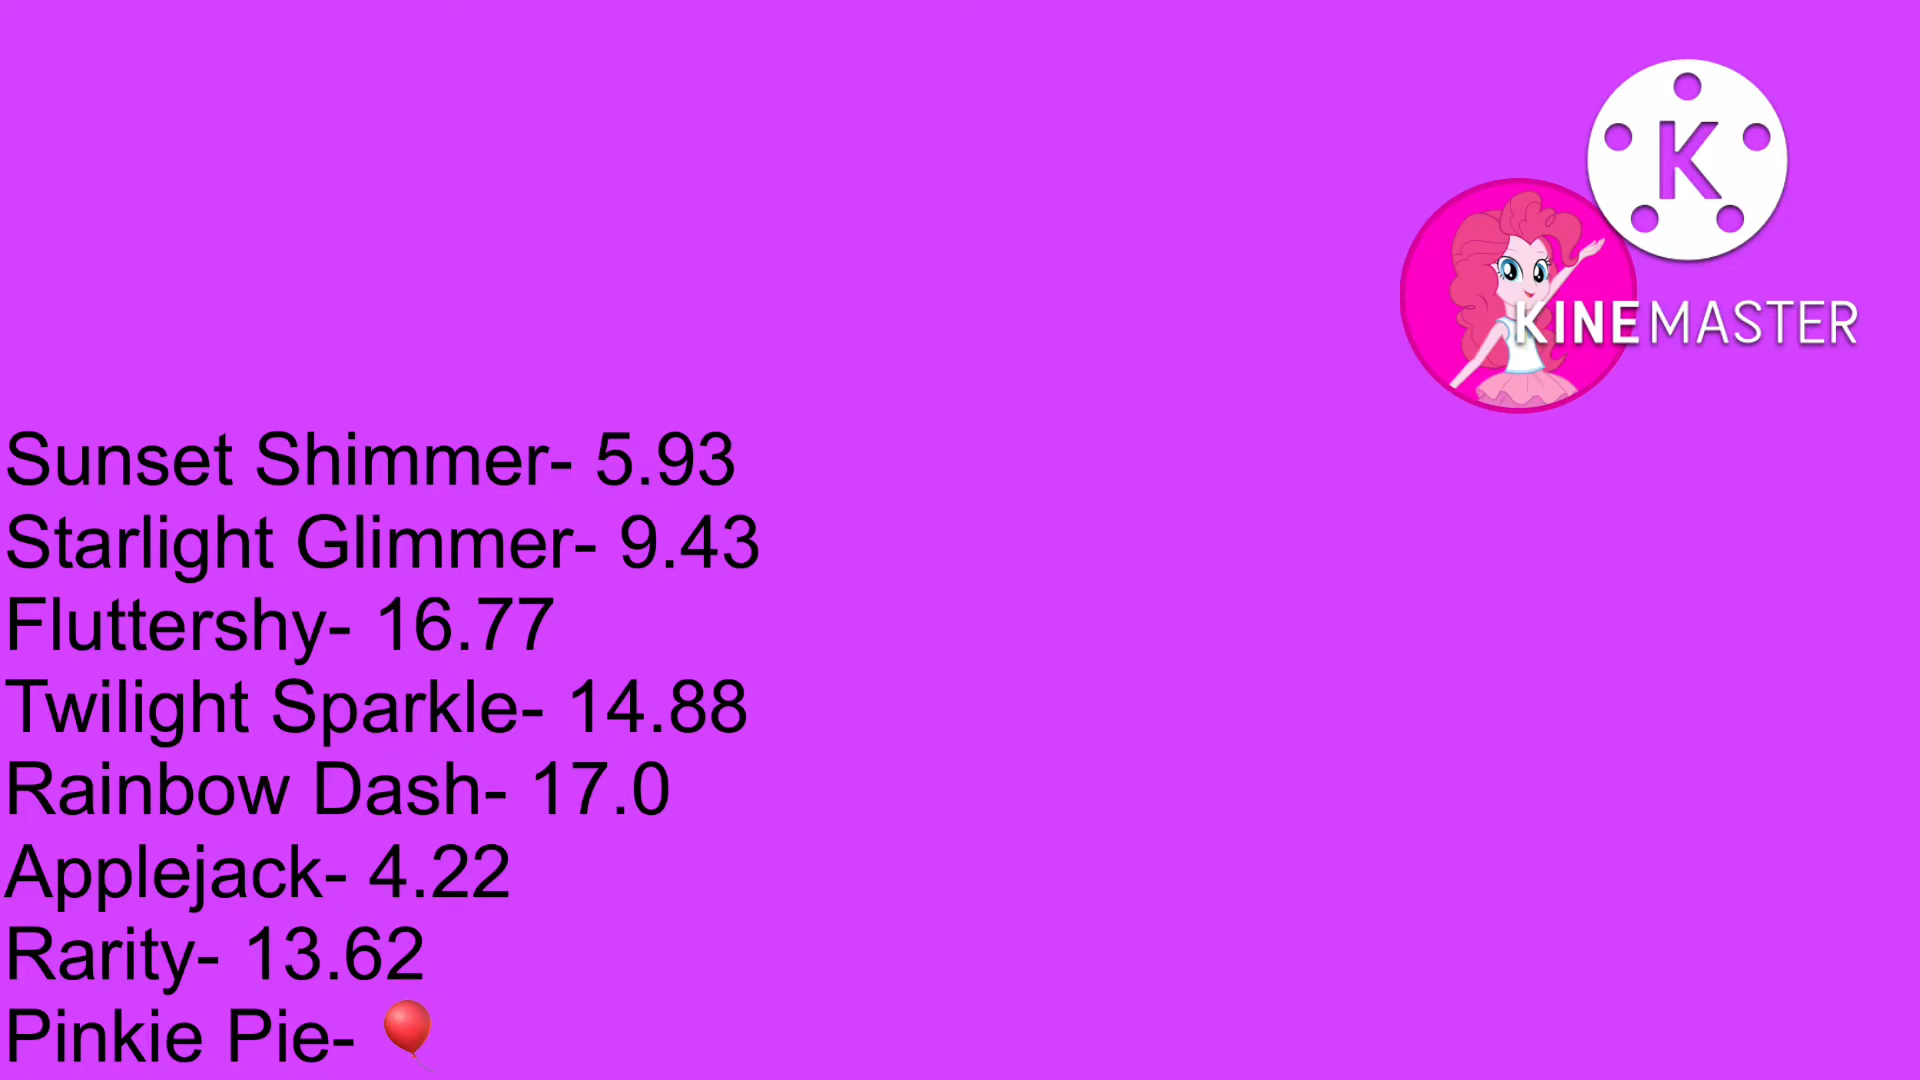 K
KINEMASTER
Sunset Shimmer- 5.93
Starlight Glimmer- 9.43
Fluttershy- 16.77
Twilight Sparkle- 14.88
Rainbow Dash- 17.0
Applejack- 4.22
Rarity- 13.62
Pinkie Pie- 🎈